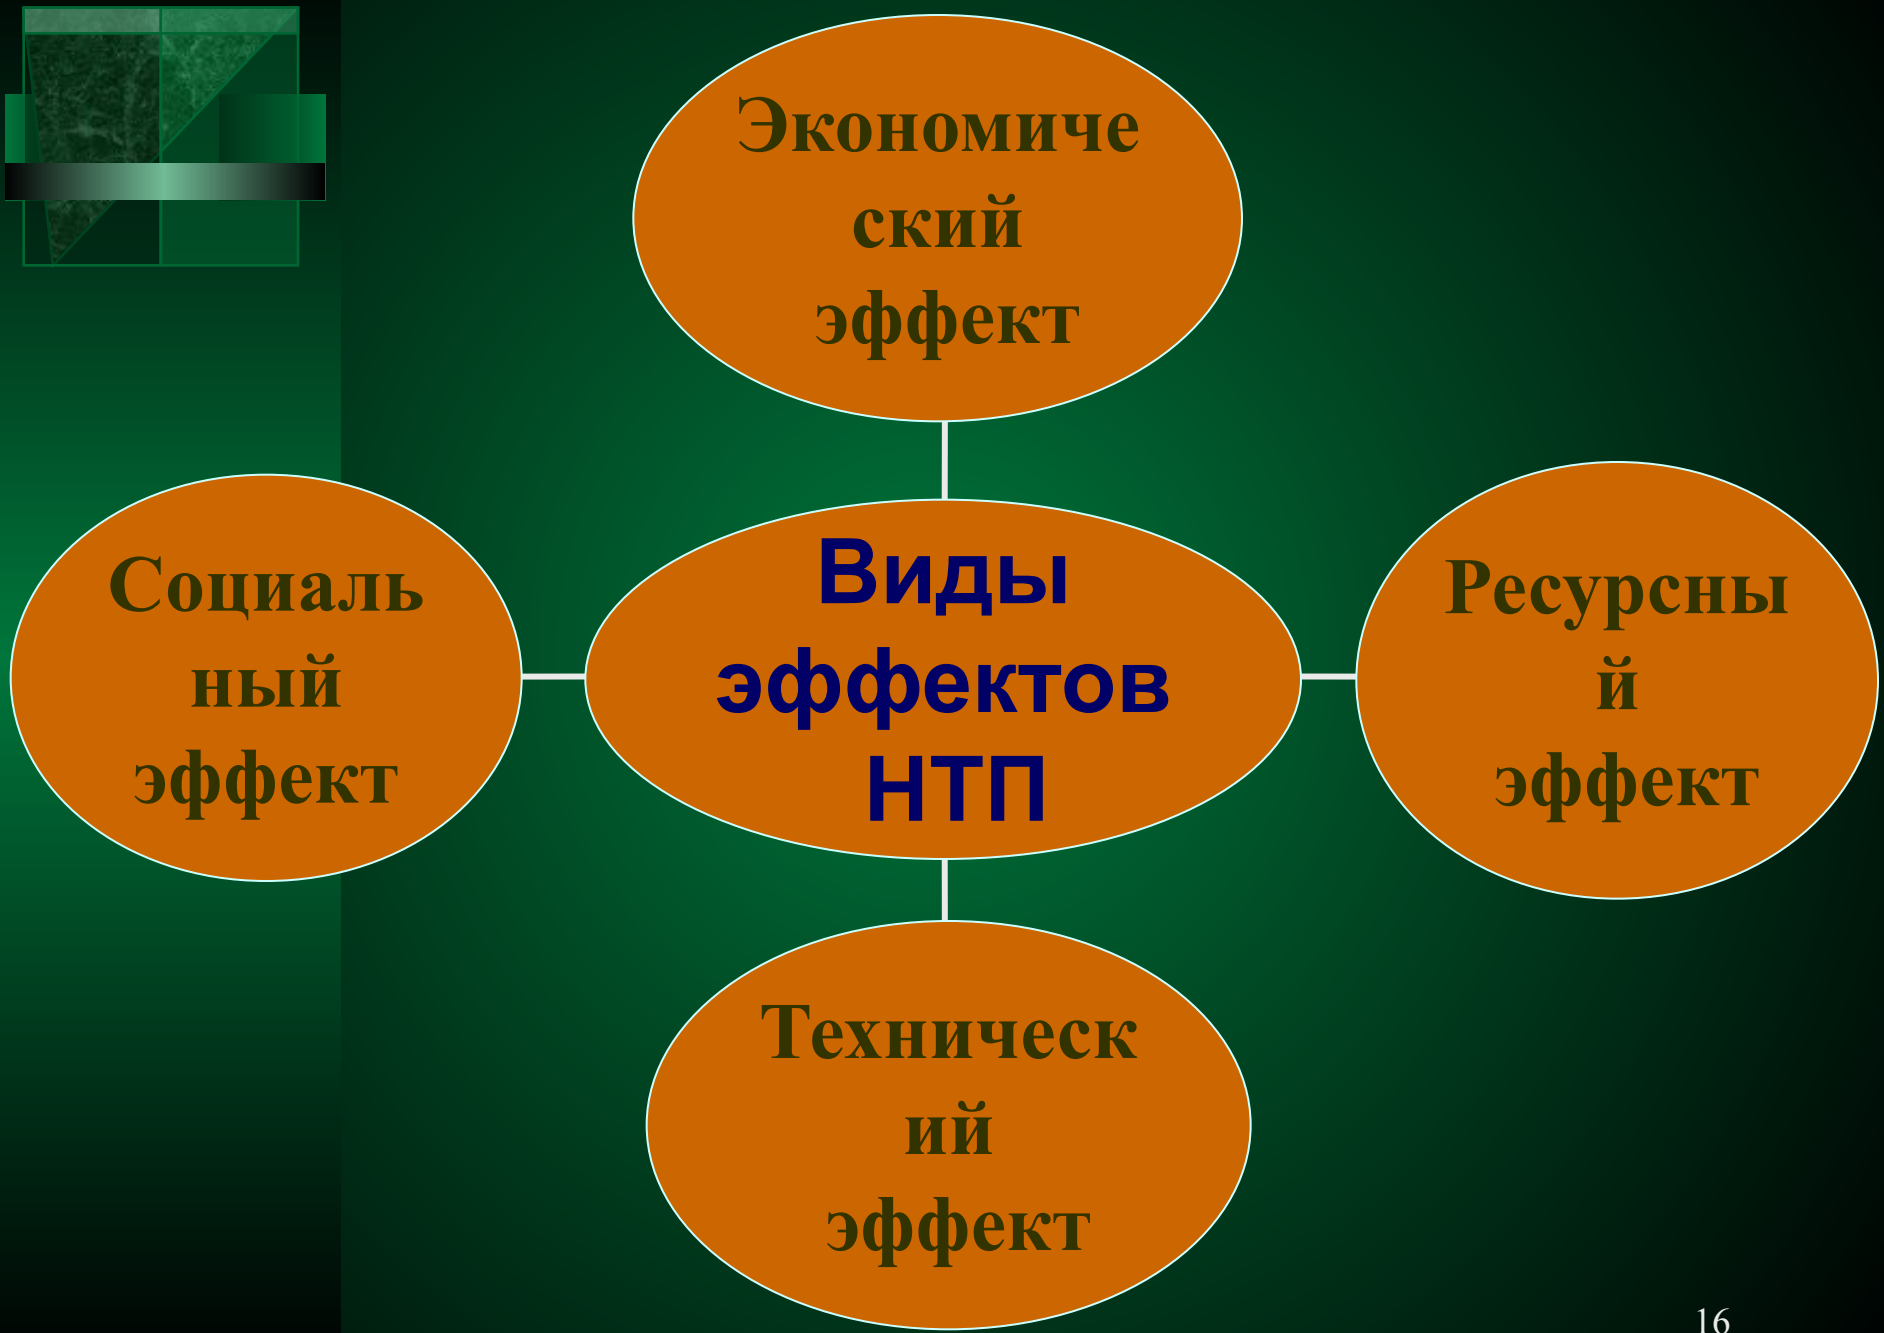 Экономиче
ский
эффект
Социаль
ный
эффект
Виды
эффектов
НТП
Ресурсны
й
эффект
Техническ
ий
эффект
16